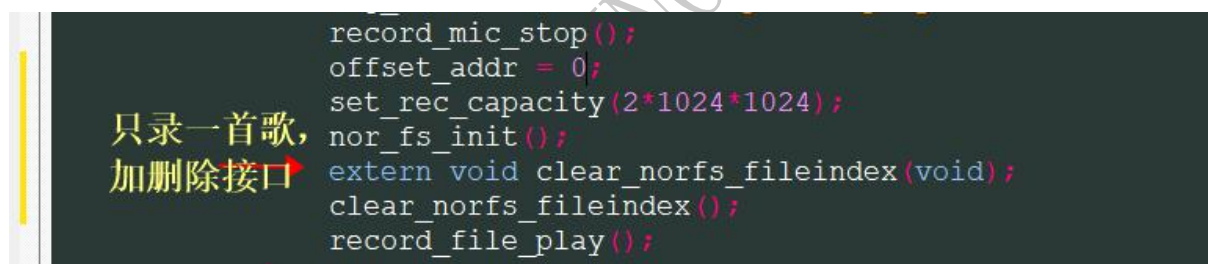 record_mic_stop();
offset_addr = 0;
set_rec_capacity(2*1024*1024);
只录一首歌，
nor_fs_init();
加删除接口
extern void clear_norfs_fileindex(void);
clear_norfs_fileindex();
record_file_play();